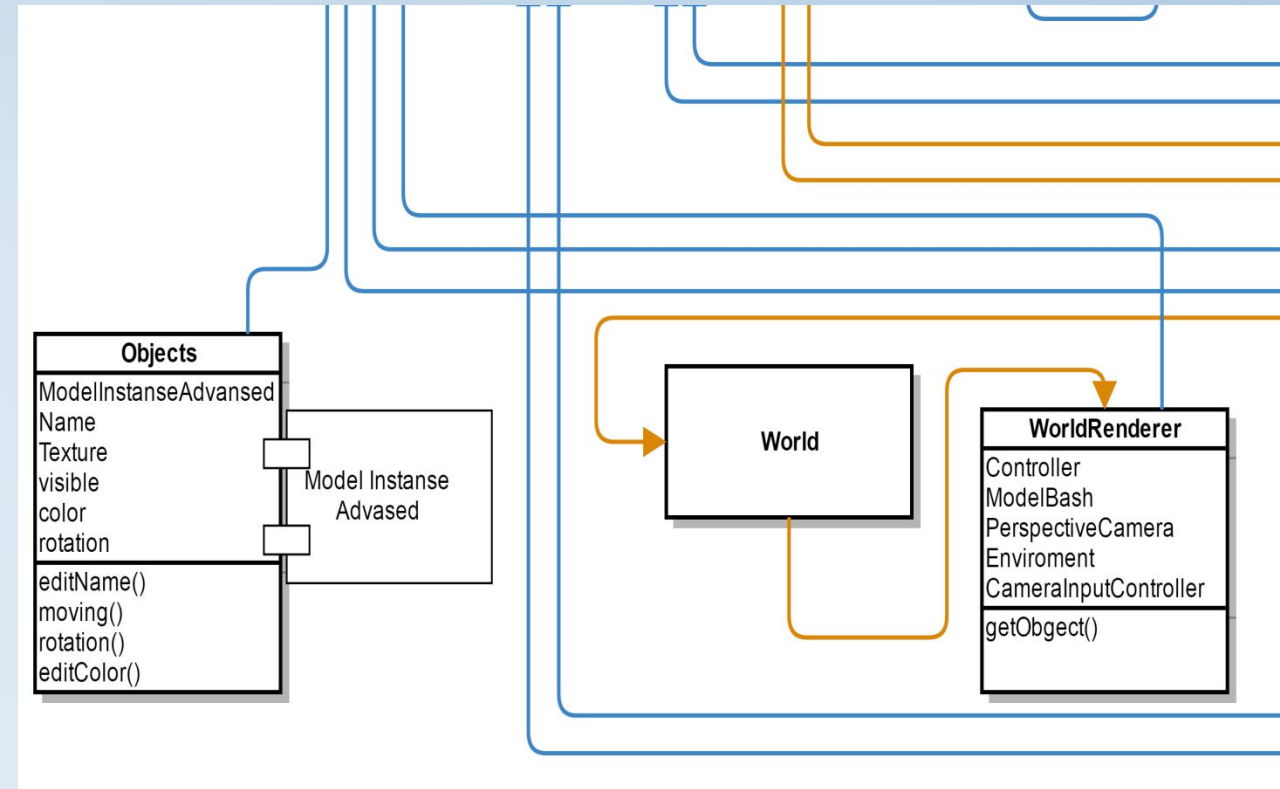 Objects
ModelInstanseAdvansed
Name
Texture
visible
color
rotation
editName()
moving()
rotation()
editColor()
Model Instanse
Advased
World
WorldRenderer
Controller
ModelBash
PerspectiveCamera
Enviroment
CameraInputController
getObgect()